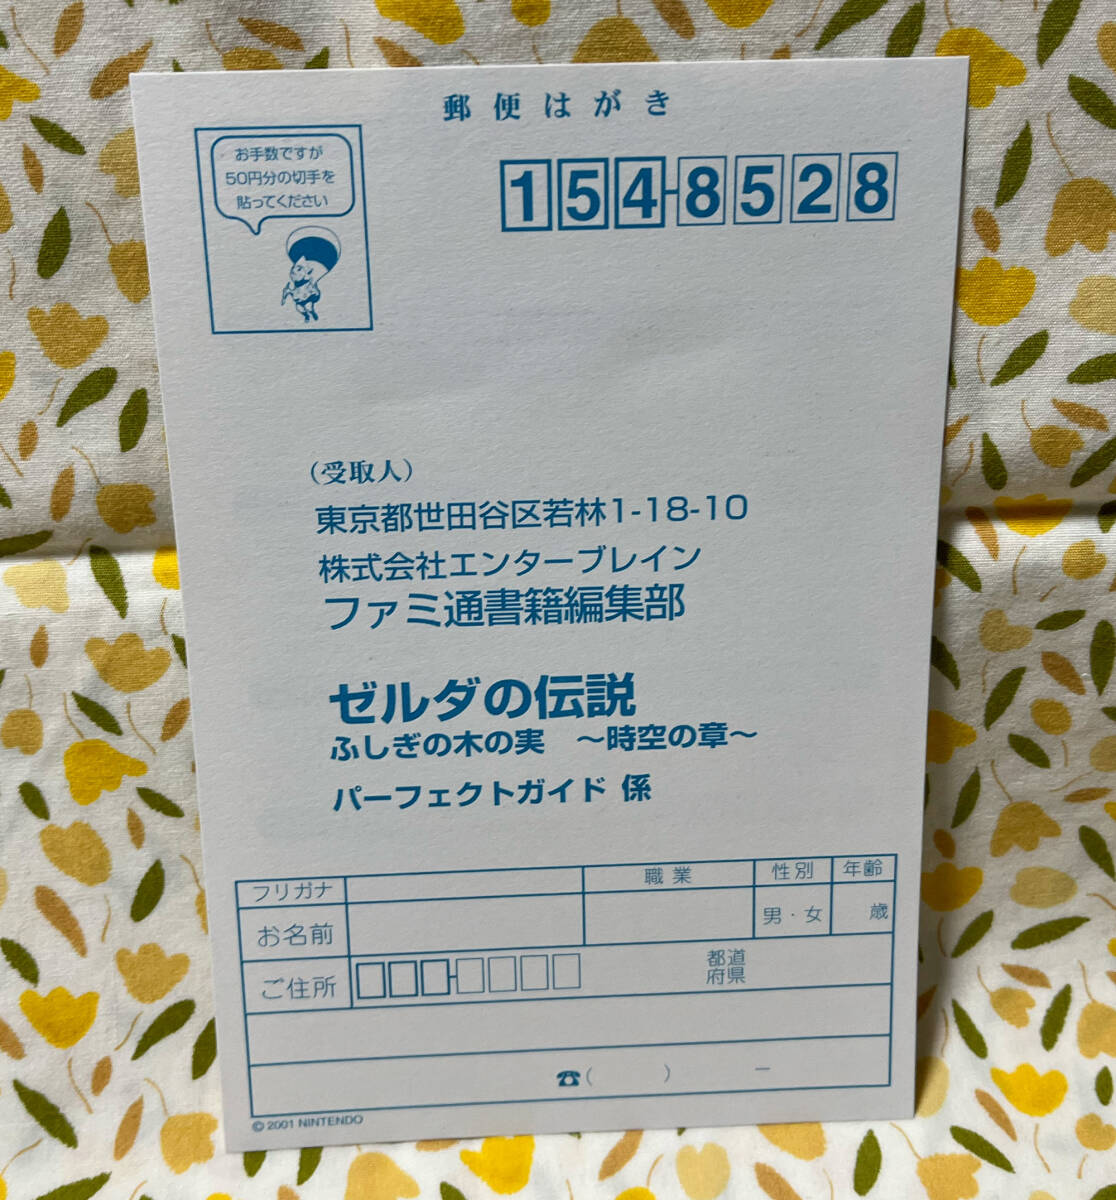 郵便はがき
お手数ですが
50円分の切手を
貼ってください
154-8528
(受取人)
東京都世田谷区若林1-18-10
株式会社エンターブレイン
ファミ通書籍編集部
ゼルダの伝説
ふしぎの木の実 〜時空の章〜
パーフェクトガイド 係
フリガナ
職業
性別
年齢
お名前
男・女
歳
ご住所
都道
府県
☎( ) −
© 2001 NINTENDO